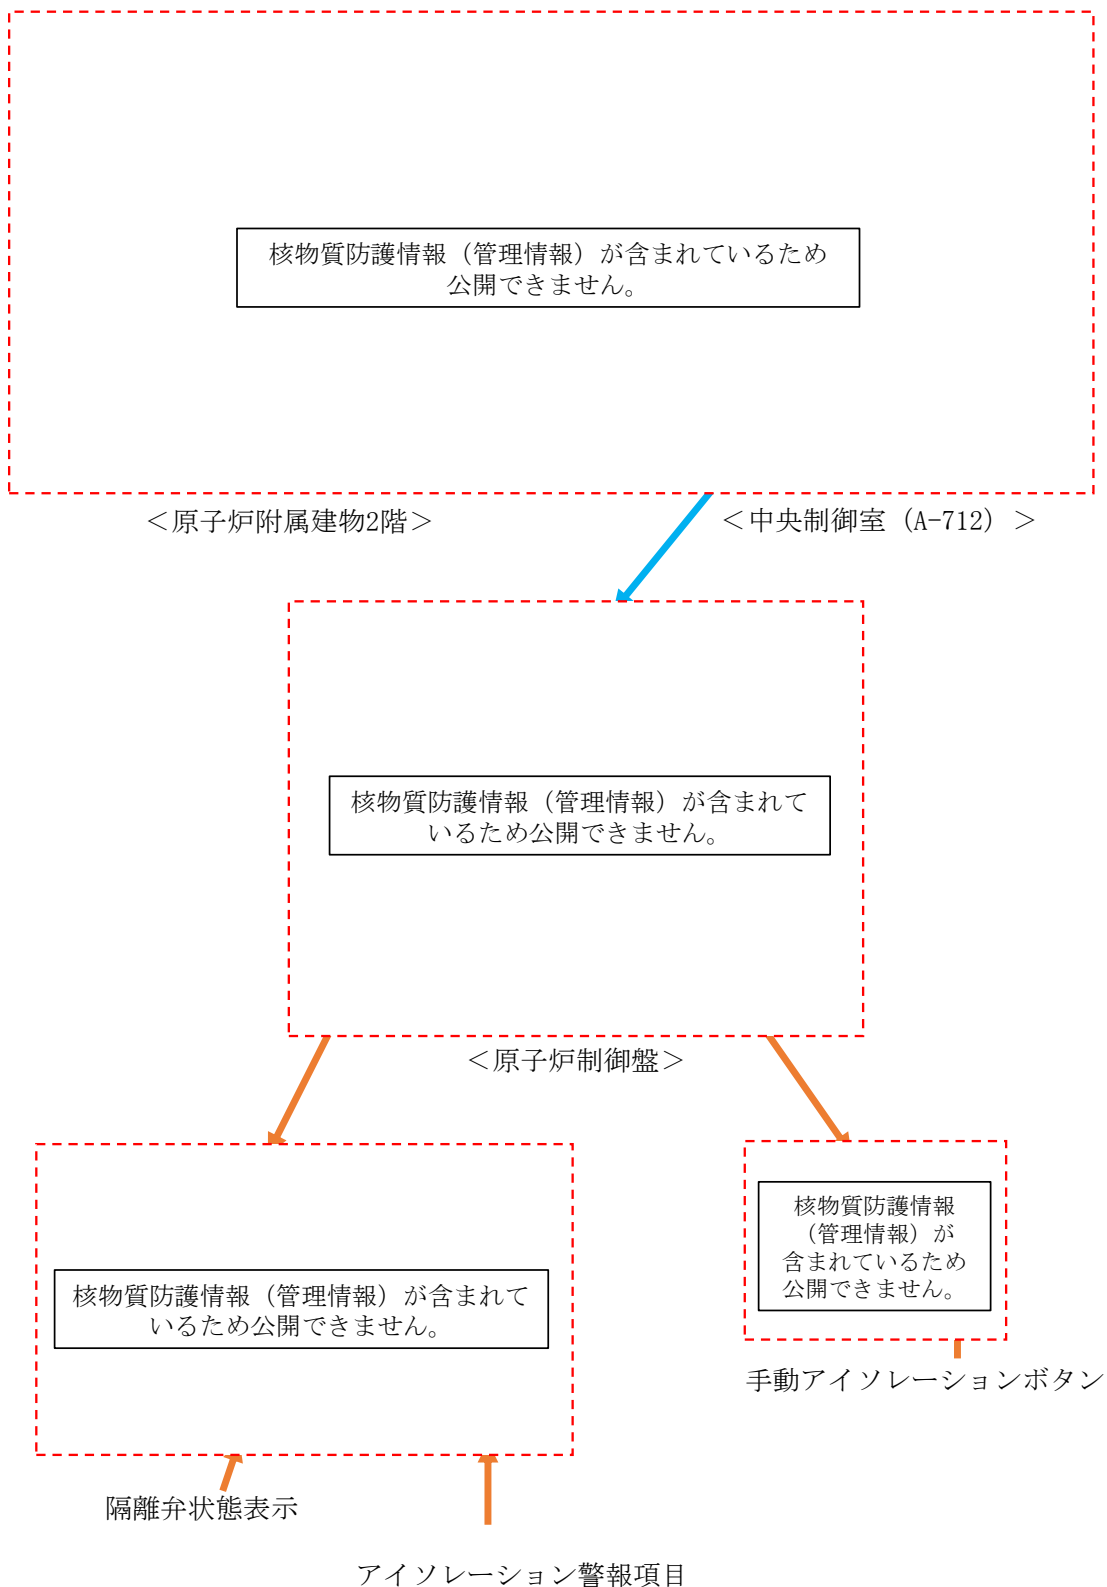 核物質防護情報（管理情報）が含まれているため
公開できません。
＜原子炉附属建物2階＞
＜中央制御室（A-712）＞
核物質防護情報（管理情報）が含まれて
いるため公開できません。
＜原子炉制御盤＞
核物質防護情報（管理情報）が含まれて
いるため公開できません。
核物質防護情報
（管理情報）が
含まれているため
公開できません。
手動アイソレーションボタン
隔離弁状態表示
アイソレーション警報項目